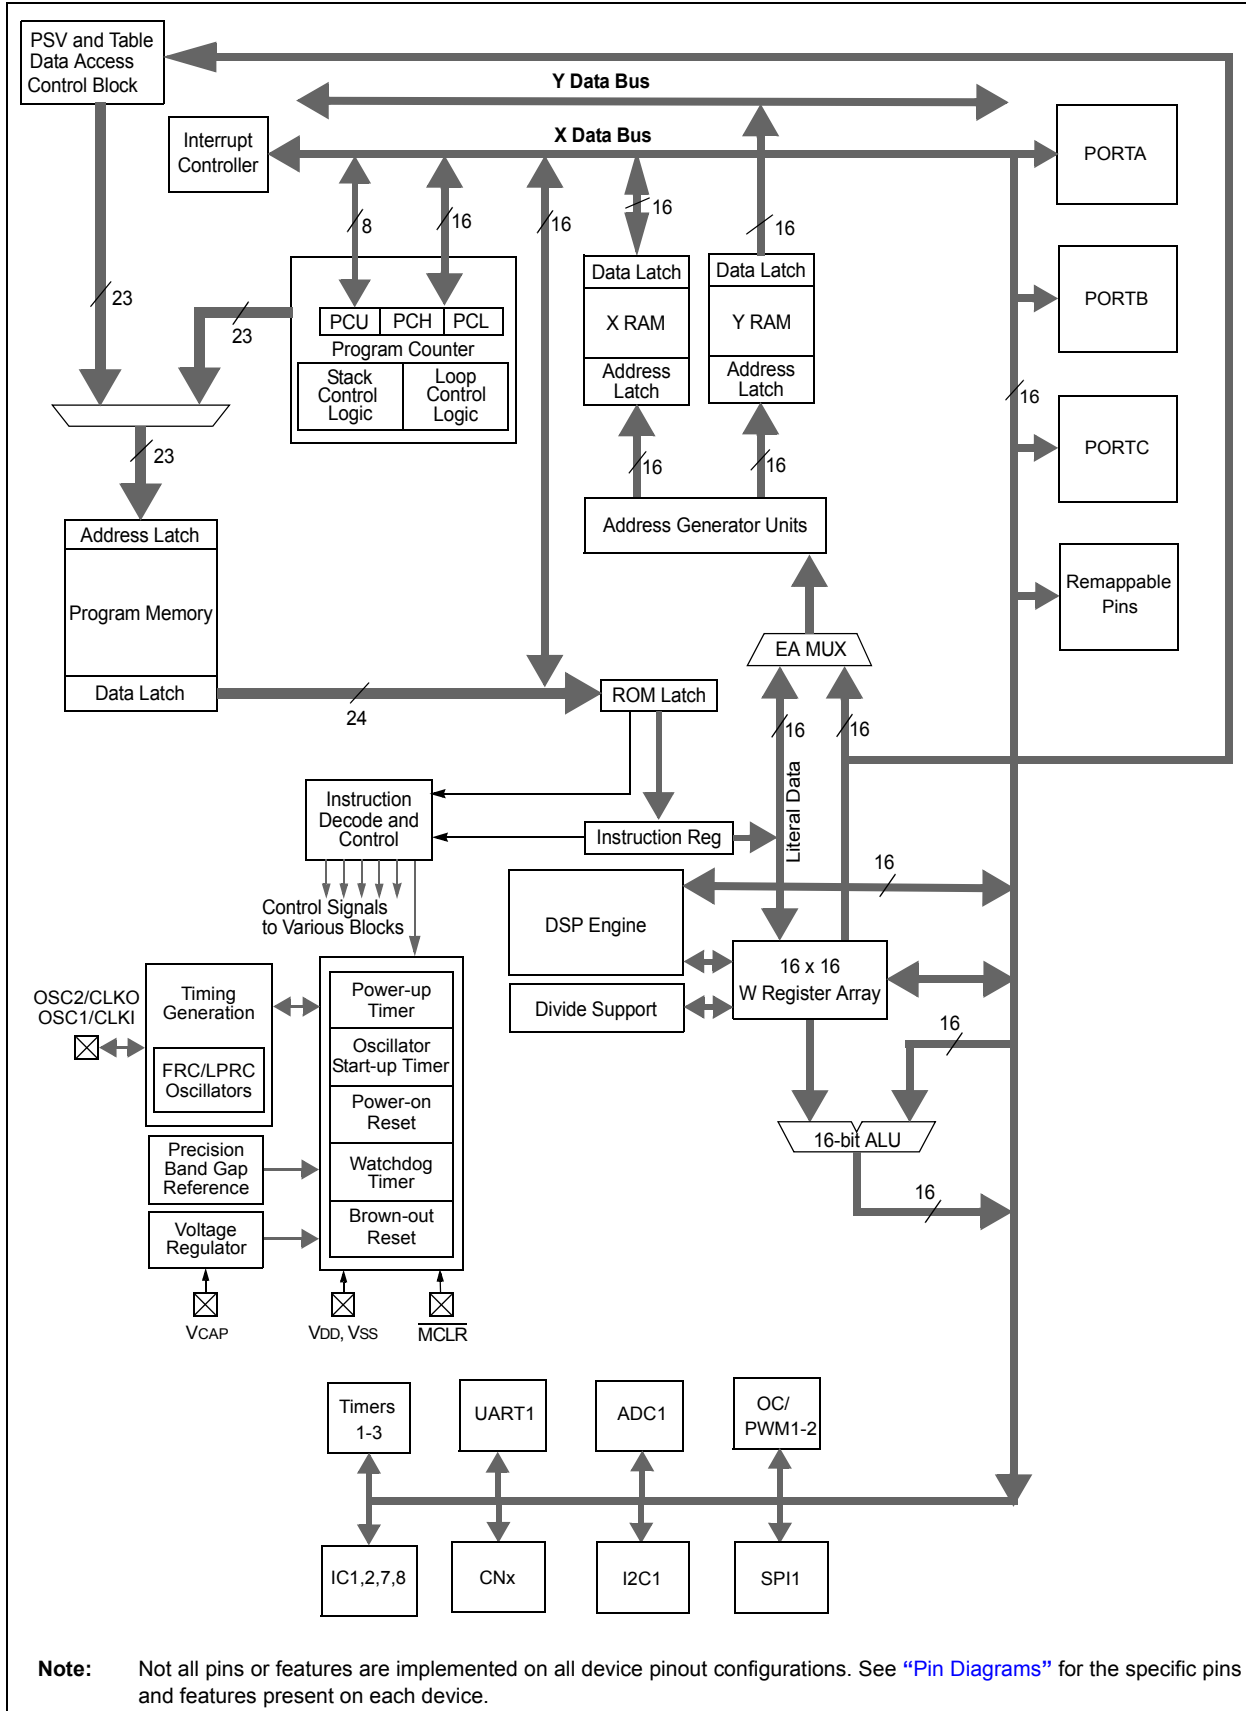 PSV and Table
Data Access
Control Block
Y Data Bus
Interrupt
Controller
X Data Bus
PORTA
8
16
16
16
16
Data Latch
X RAM
Address
Latch
Data Latch
Y RAM
Address
Latch
PORTB
23
23
PCU PCH PCL
Program Counter
Stack
Control
Logic
Loop
Control
Logic
16
PORTC
23
16
16
Address Generator Units
Address Latch
Program Memory
Data Latch
Remappable
Pins
EA MUX
24
ROM Latch
16
16
Literal Data
Instruction
Decode and
Control
Instruction Reg
16
Control Signals
to Various Blocks
DSP Engine
16 x 16
W Register Array
Divide Support
OSC2/CLKO
OSC1/CLKI
Timing
Generation
FRC/LPRC
Oscillators
Power-up
Timer
Oscillator
Start-up Timer
Power-on
Reset
Watchdog
Timer
Brown-out
Reset
16
16-bit ALU
16
Precision
Band Gap
Reference
Voltage
Regulator
VCAP
VDD, VSS
MCLR
Timers
1-3
UART1
ADC1
OC/
PWM1-2
IC1,2,7,8
CNx
I2C1
SPI1
Note: Not all pins or features are implemented on all device pinout configurations. See “Pin Diagrams” for the specific pins
and features present on each device.